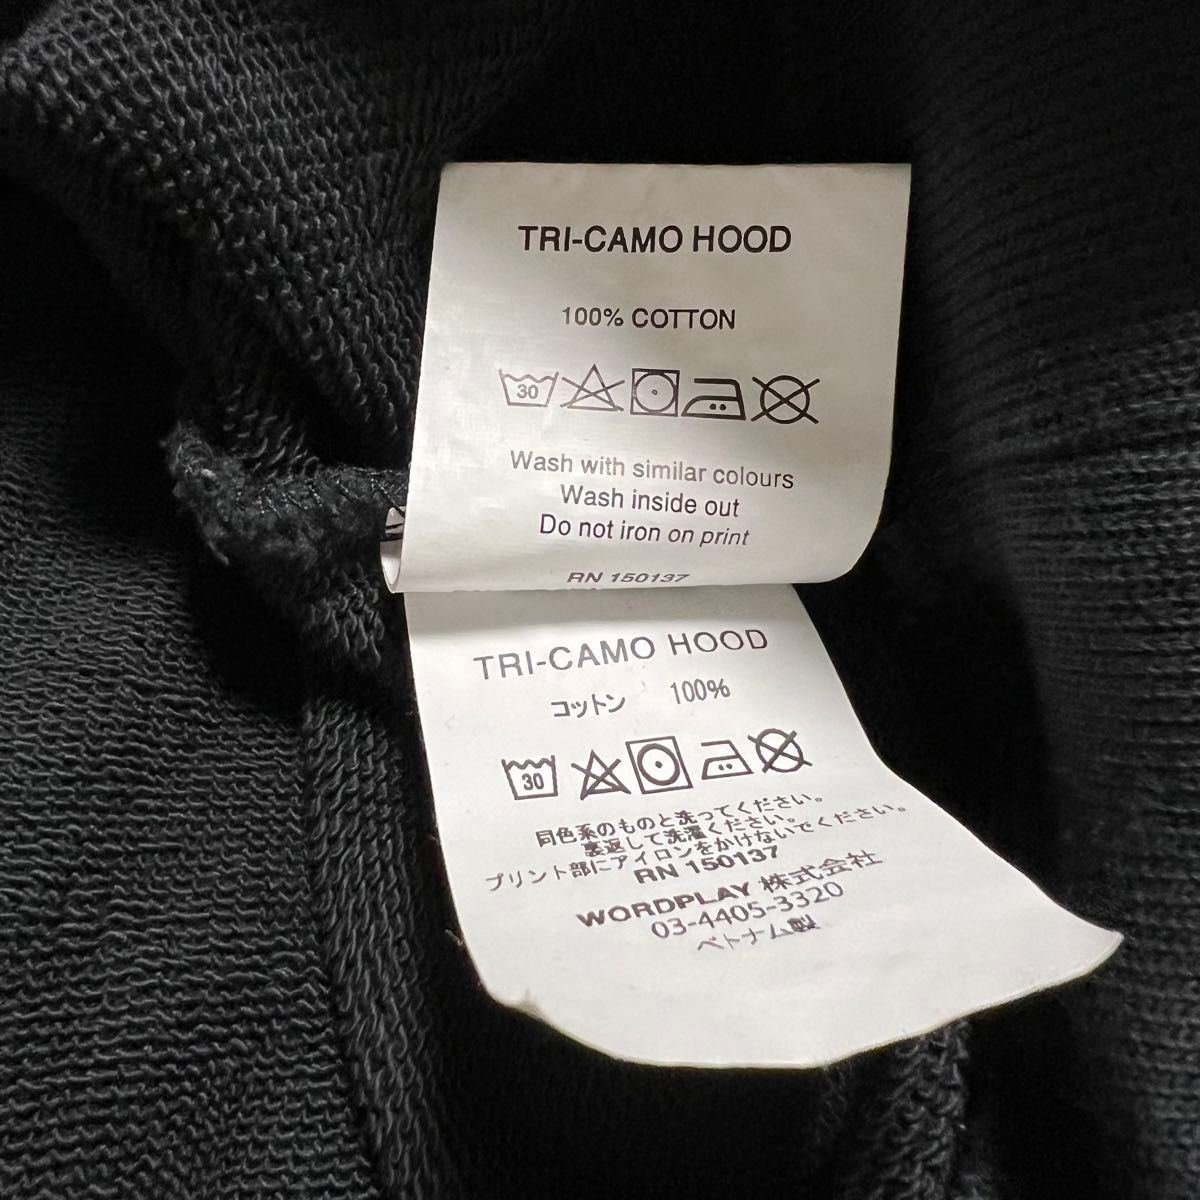 TRI-CAMO HOOD
100% COTTON
30
Wash with similar colours
Wash inside out
Do not iron on print
RN 150137
TRI-CAMO HOOD
コットン 100%
30
同色系のものと洗ってください。
裏返して洗濯ください。
プリント部にアイロンをかけないでください。
RN 150137
WORDPLAY 株式会社
03-4405-3320
ベトナム製